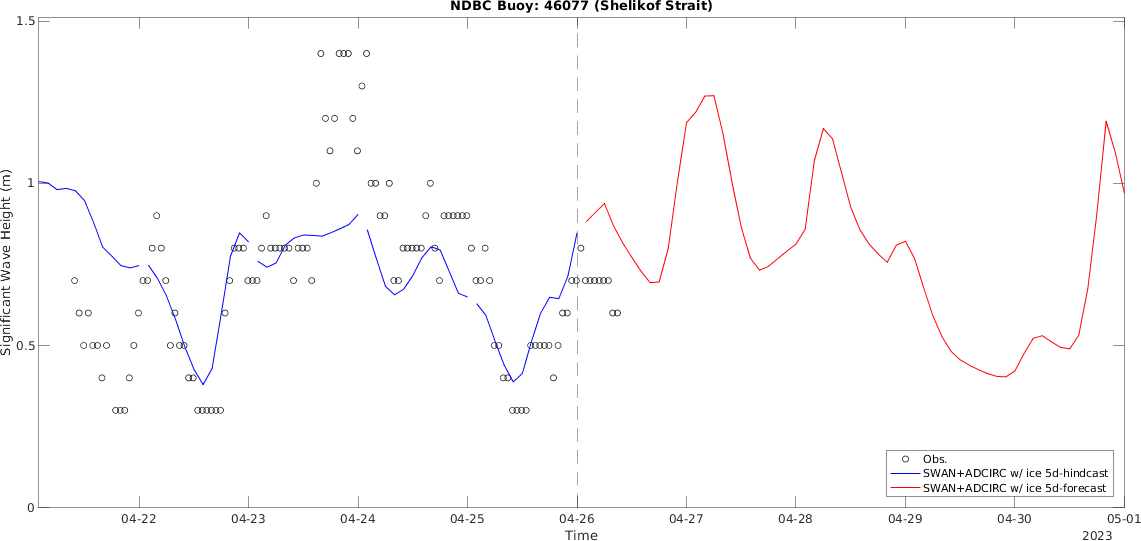 NDBC Buoy: 46077 (Shelikof Strait)
1.5
1
0.5
0
Significant Wave Height (m)
04-22 04-23 04-24 04-25 04-26 04-27 04-28 04-29 04-30 05-01
Time
2023
Obs.
SWAN+ADCIRC w/ ice 5d-hindcast
SWAN+ADCIRC w/ ice 5d-forecast